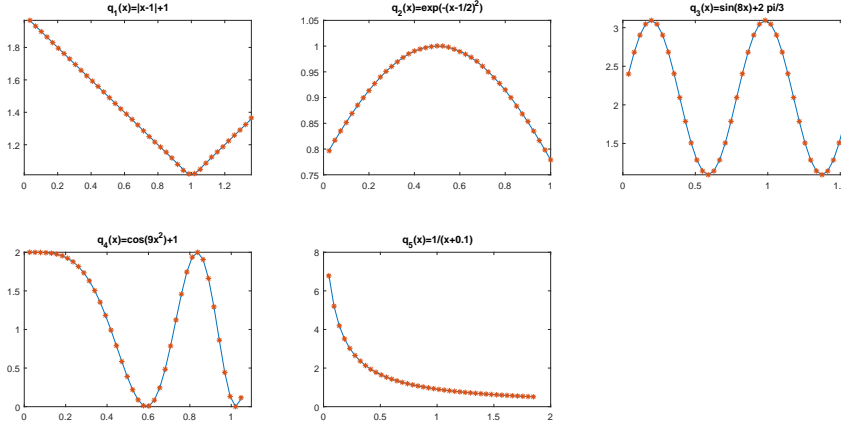 q1(x)=|x-1|+1
1.8
1.6
1.4
1.2
0 0.2 0.4 0.6 0.8 1 1.2
q2(x)=exp(-(x-1/2)2)
1.05
1
0.95
0.9
0.85
0.8
0.75
0 0.2 0.4 0.6 0.8 1
q3(x)=sin(8x)+2 pi/3
3
2.5
2
1.5
0 0.5 1 1.5
q4(x)=cos(9x2)+1
2
1.5
1
0.5
0
0 0.2 0.4 0.6 0.8 1
q5(x)=1/(x+0.1)
8
6
4
2
0
0 0.5 1 1.5 2